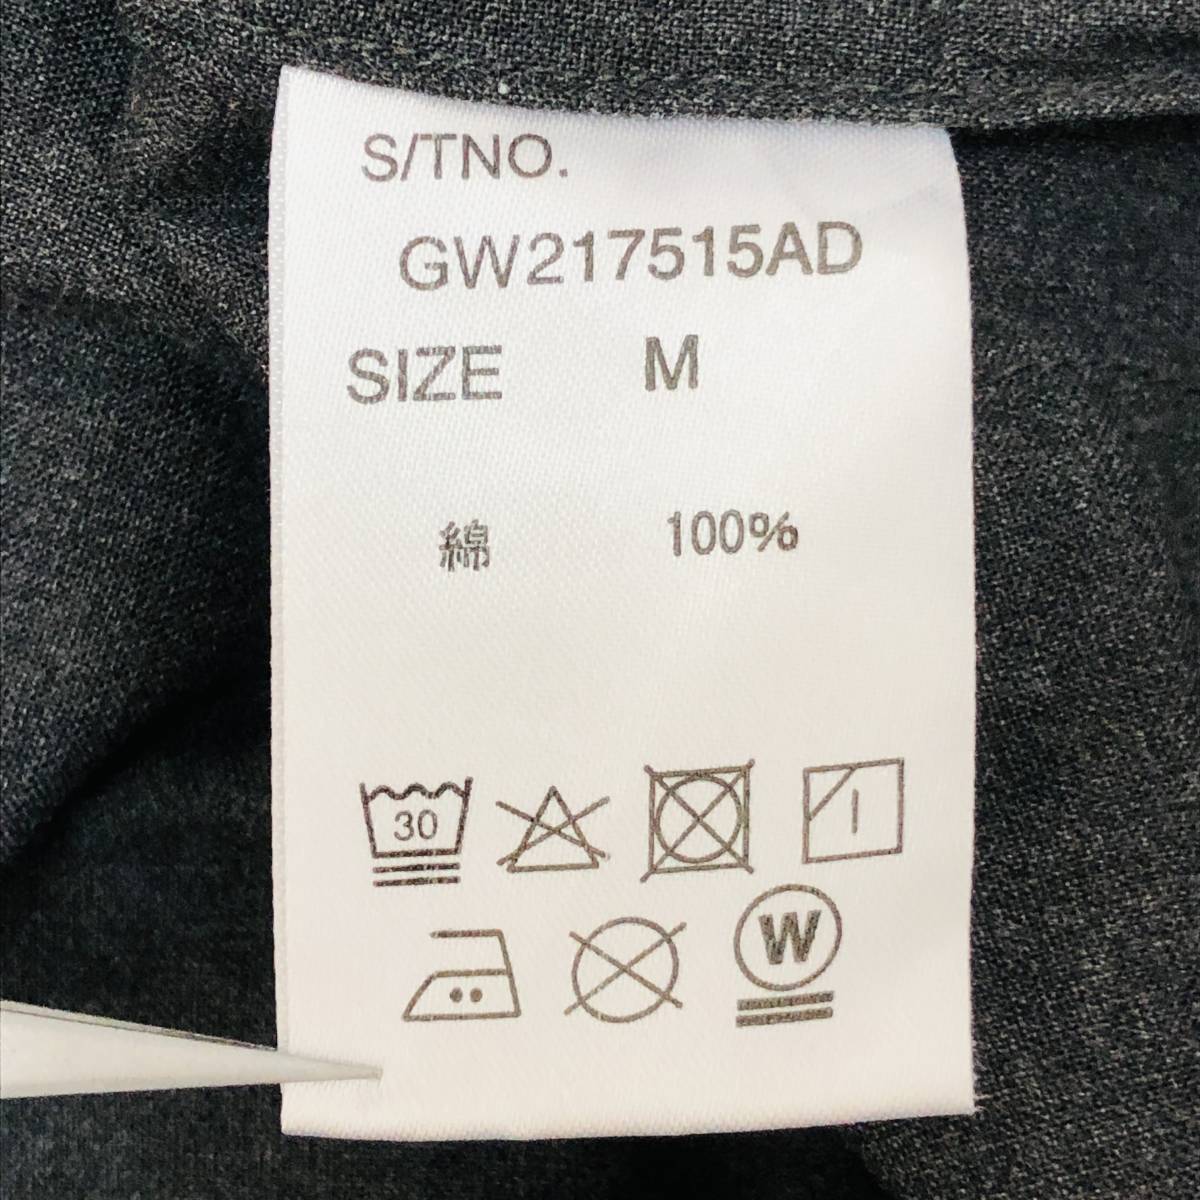 S/TNO.
GW217515AD
SIZE M
綿 100%
30
W